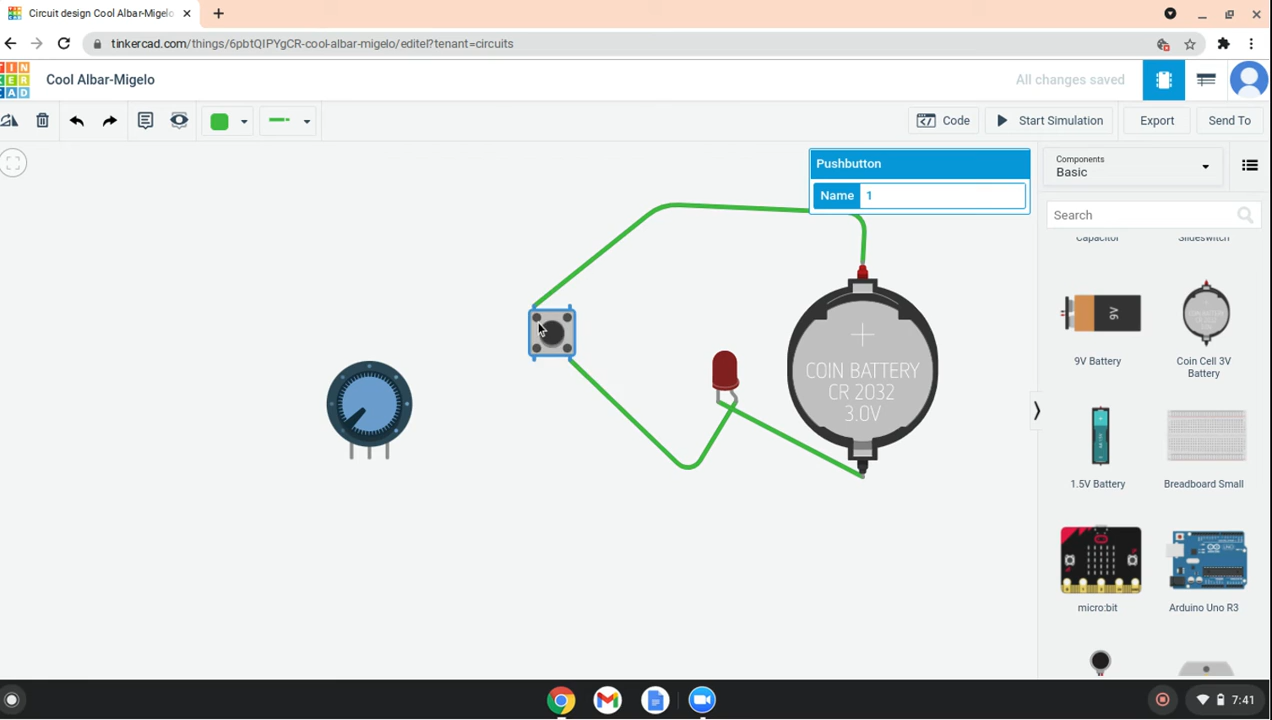 Circuit design Cool Albar-Migelo
tinkercad.com/things/6pbtQIPYgCR-cool-albar-migelo/editel?tenant=circuits
TIN
KER
CAD
Cool Albar-Migelo
All changes saved
Code
Start Simulation
Export
Send To
Pushbutton
Name 1
Components
Basic
Search
Capacitor
Slideswitch
9V
9V Battery
COIN BATTERY
Coin Cell 3V
Battery
+
COIN BATTERY
CR 2032
3.0V
1.5V Battery
Breadboard Small
micro:bit
Arduino Uno R3
7:41